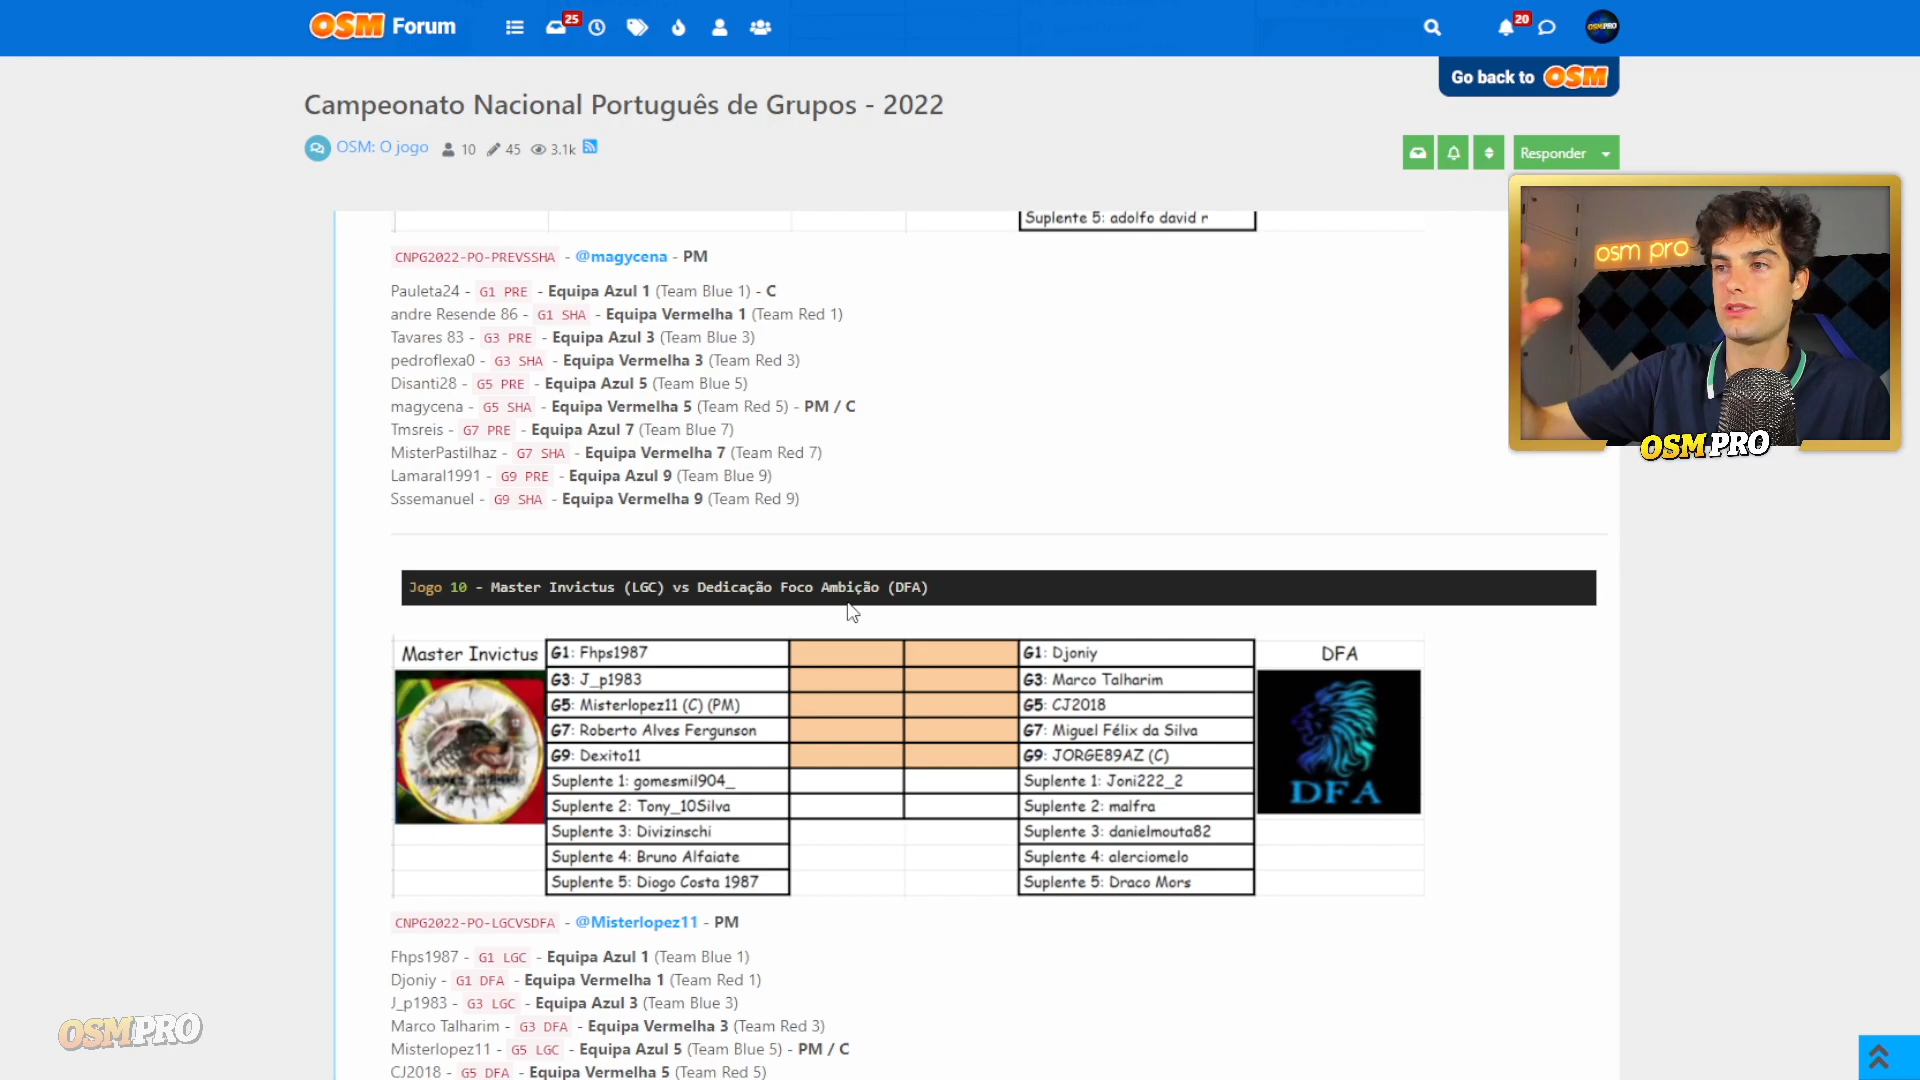 OSM Forum
25
20
OSMPRO
Go back to OSM
Campeonato Nacional Português de Grupos - 2022
OSM: O jogo 10 45 3.1k
Responder
osm pro
OSM PRO
Suplente 5: adolfo david r
CNPG2022-PO-PREVSSHA - @magycena - PM
Pauleta24 - G1 PRE - Equipa Azul 1 (Team Blue 1) - C
andre Resende 86 - G1 SHA - Equipa Vermelha 1 (Team Red 1)
Tavares 83 - G3 PRE - Equipa Azul 3 (Team Blue 3)
pedroflexa0 - G3 SHA - Equipa Vermelha 3 (Team Red 3)
Disanti28 - G5 PRE - Equipa Azul 5 (Team Blue 5)
magycena - G5 SHA - Equipa Vermelha 5 (Team Red 5) - PM / C
Tmsreis - G7 PRE - Equipa Azul 7 (Team Blue 7)
MisterPastilhaz - G7 SHA - Equipa Vermelha 7 (Team Red 7)
Lamaral1991 - G9 PRE - Equipa Azul 9 (Team Blue 9)
Sssemanuel - G9 SHA - Equipa Vermelha 9 (Team Red 9)
Jogo 10 - Master Invictus (LGC) vs Dedicação Foco Ambição (DFA)
Master Invictus G1: Fhps1987 G1: Djoniy DFA
G3: J_p1983 G3: Marco Talharim
G5: Misterlopez11 (C) (PM) G5: CJ2018
G7: Roberto Alves Fergunson G7: Miguel Félix da Silva
G9: Dexito11 G9: JORGE89AZ (C)
Suplente 1: gomesmil904_ Suplente 1: Joni222_2
DFA
Suplente 2: Tony_10Silva Suplente 2: malfra
Suplente 3: Divizinschi Suplente 3: danielmouta82
Suplente 4: Bruno Alfaiate Suplente 4: alerciomelo
Suplente 5: Diogo Costa 1987 Suplente 5: Draco Mors
CNPG2022-PO-LGCVSDFA - @Misterlopez11 - PM
Fhps1987 - G1 LGC - Equipa Azul 1 (Team Blue 1)
Djoniy - G1 DFA - Equipa Vermelha 1 (Team Red 1)
J_p1983 - G3 LGC - Equipa Azul 3 (Team Blue 3)
Marco Talharim - G3 DFA - Equipa Vermelha 3 (Team Red 3)
Misterlopez11 - G5 LGC - Equipa Azul 5 (Team Blue 5) - PM / C
CJ2018 - G5 DFA - Equipa Vermelha 5 (Team Red 5)
OSMPRO